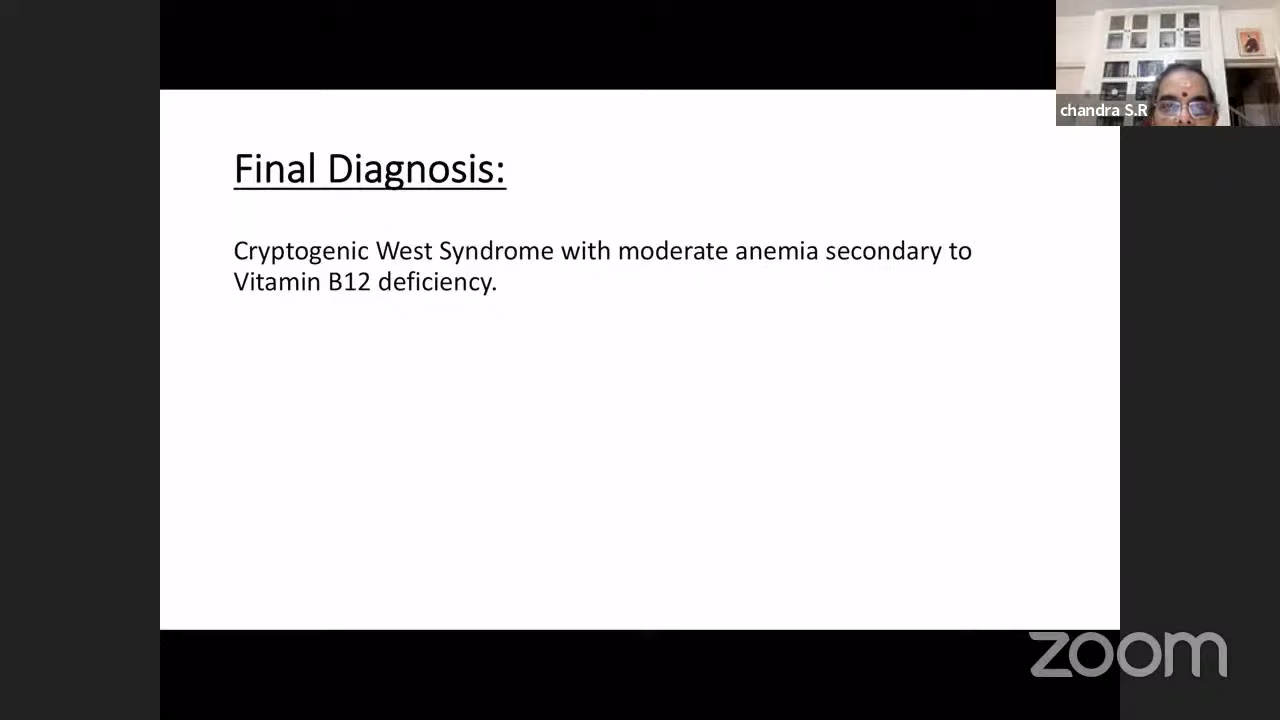 chandra S.R
Final Diagnosis:
Cryptogenic West Syndrome with moderate anemia secondary to
Vitamin B12 deficiency.
zoom